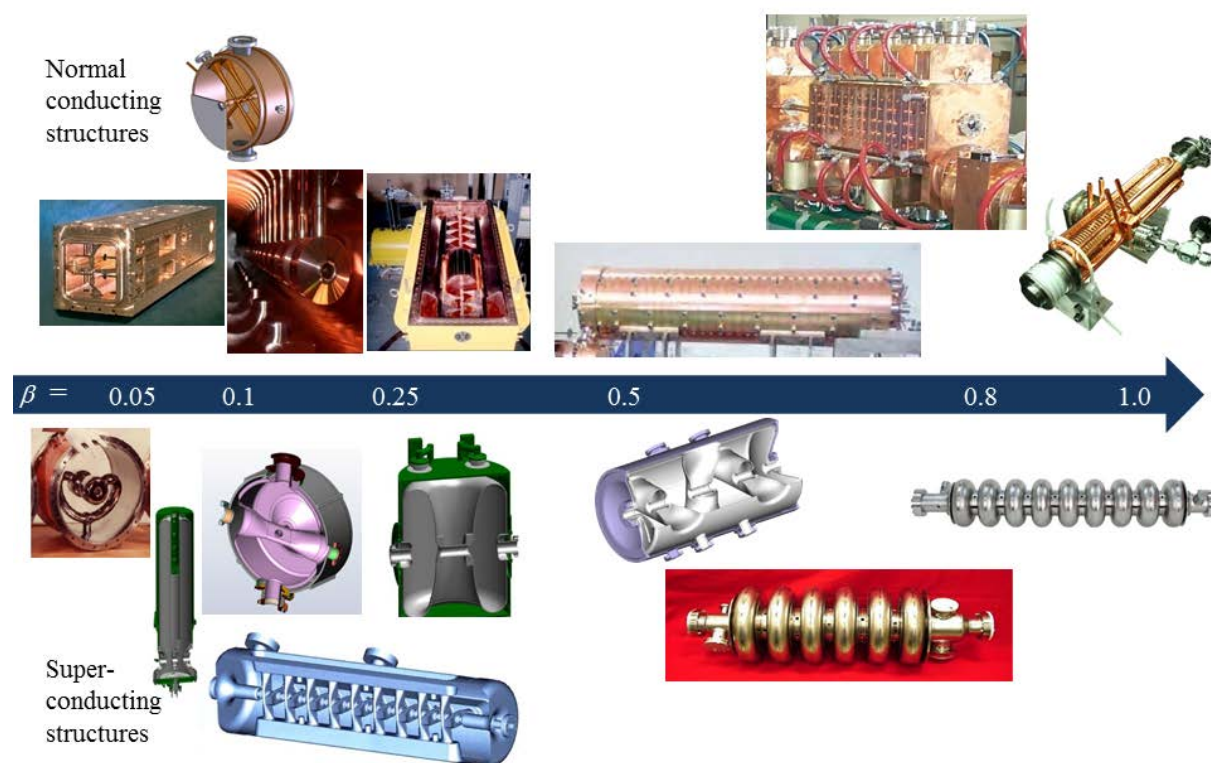 Normal
conducting
structures
β = 0.05 0.1 0.25 0.5 0.8 1.0
Super-
conducting
structures